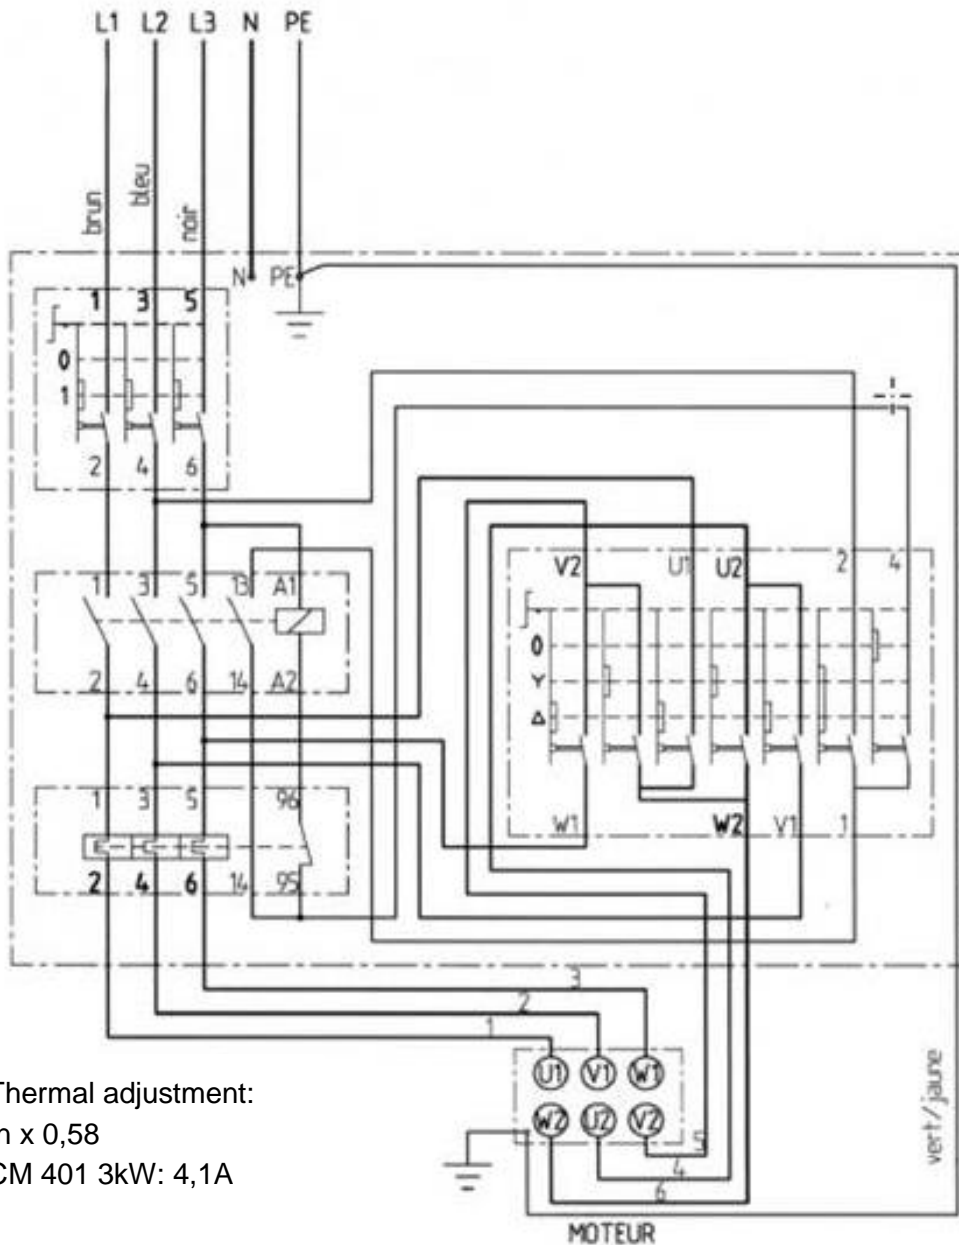 L1 L2 L3 N PE
brun
bleu
noir
N PE
1 3 5
0
1
2 4 6
V2 U1 U2 2 4
1 3 5 13 A1
0
Y
Δ
2 4 6 14 A2
1 3 5 96
W1 W2 V1 1
2 4 6 14 95
3
2
1
U1 V1 W1
W2 U2 V2
5
4
6
vert/jaune
Thermal adjustment:
n x 0,58
CM 401 3kW: 4,1A
MOTEUR